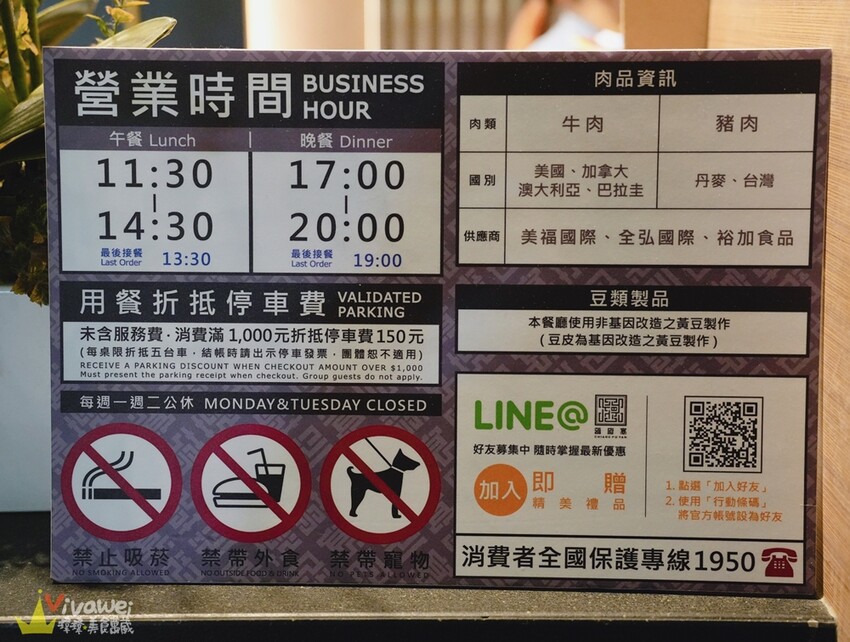 營業時間 BUSINESS HOUR
午餐 Lunch
11:30
14:30
最後接餐 Last Order 13:30
晚餐 Dinner
17:00
20:00
最後接餐 Last Order 19:00
用餐折抵停車費 VALIDATED PARKING
未含服務費．消費滿1,000元折抵停車費150元
(每桌限折抵五台車，結帳時請出示停車發票，團體恕不適用)
RECEIVE A PARKING DISCOUNT WHEN CHECKOUT AMOUNT OVER $1,000
Must present the parking receipt when checkout. Group guests do not apply.
每週一週二公休 MONDAY&TUESDAY CLOSED
禁止吸菸
NO SMOKING ALLOWED
禁帶外食
NO OUTSIDE FOOD & DRINK
禁帶寵物
NO PETS ALLOWED
肉品資訊
肉類 牛肉 豬肉
國別 美國、加拿大 澳大利亞、巴拉圭 丹麥、台灣
供應商 美福國際、全弘國際、裕加食品
豆類製品
本餐廳使用非基因改造之黃豆製作
(豆皮為基因改造之黃豆製作)
LINE@
好友募集中 隨時掌握最新優惠
加入 即贈
精美禮品
1. 點選「加入好友」
2. 使用「行動條碼」
將官方帳號設為好友
消費者全國保護專線1950
Vivawei